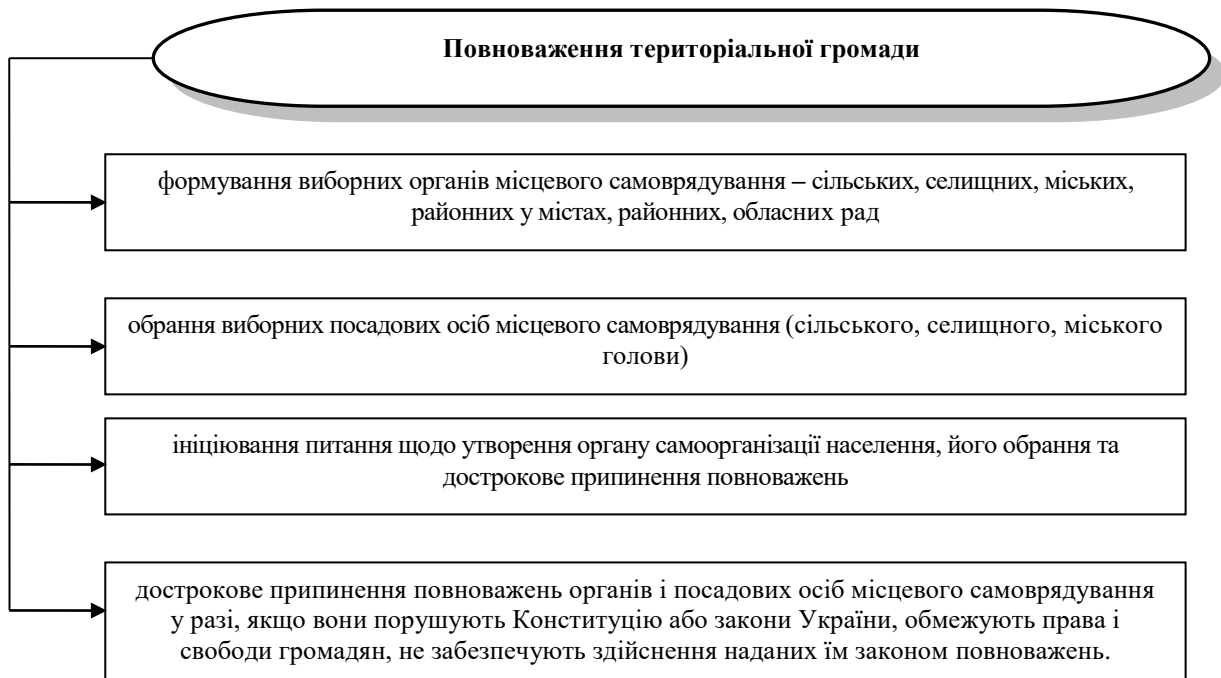 Повноваження територіальної громади
формування виборних органів місцевого самоврядування – сільських, селищних, міських,
районних у містах, районних, обласних рад
обрання виборних посадових осіб місцевого самоврядування (сільського, селищного, міського
голови)
ініціювання питання щодо утворення органу самоорганізації населення, його обрання та
дострокове припинення повноважень
дострокове припинення повноважень органів і посадових осіб місцевого самоврядування
у разі, якщо вони порушують Конституцію або закони України, обмежують права і
свободи громадян, не забезпечують здійснення наданих їм законом повноважень.